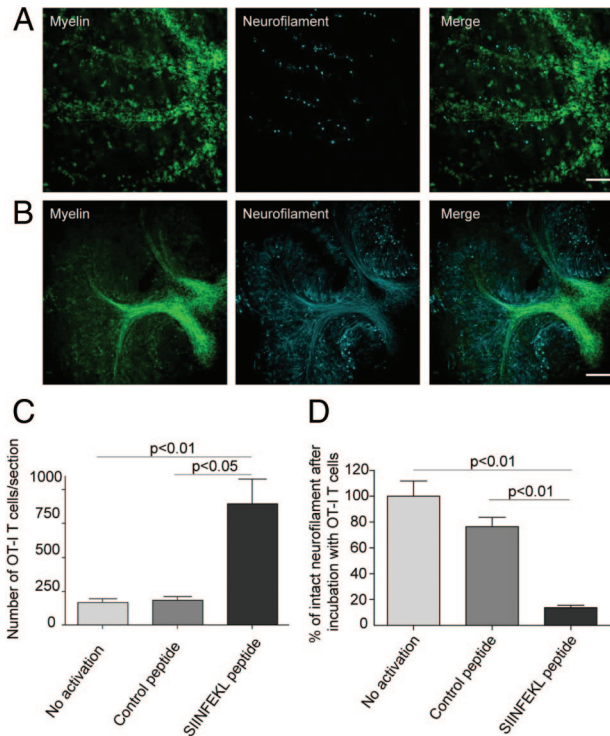 A
Myelin
Neurofilament
Merge
B
Myelin
Neurofilament
Merge
C
p<0.01
p<0.05
Number of OT-I T cells/section
1000
750
500
250
0
No activation
Control peptide
SIINFEKL peptide
D
p<0.01
p<0.01
% of intact neurofilament after
incubation with OT-I T cells
120
100
80
60
40
20
0
No activation
Control peptide
SIINFEKL peptide